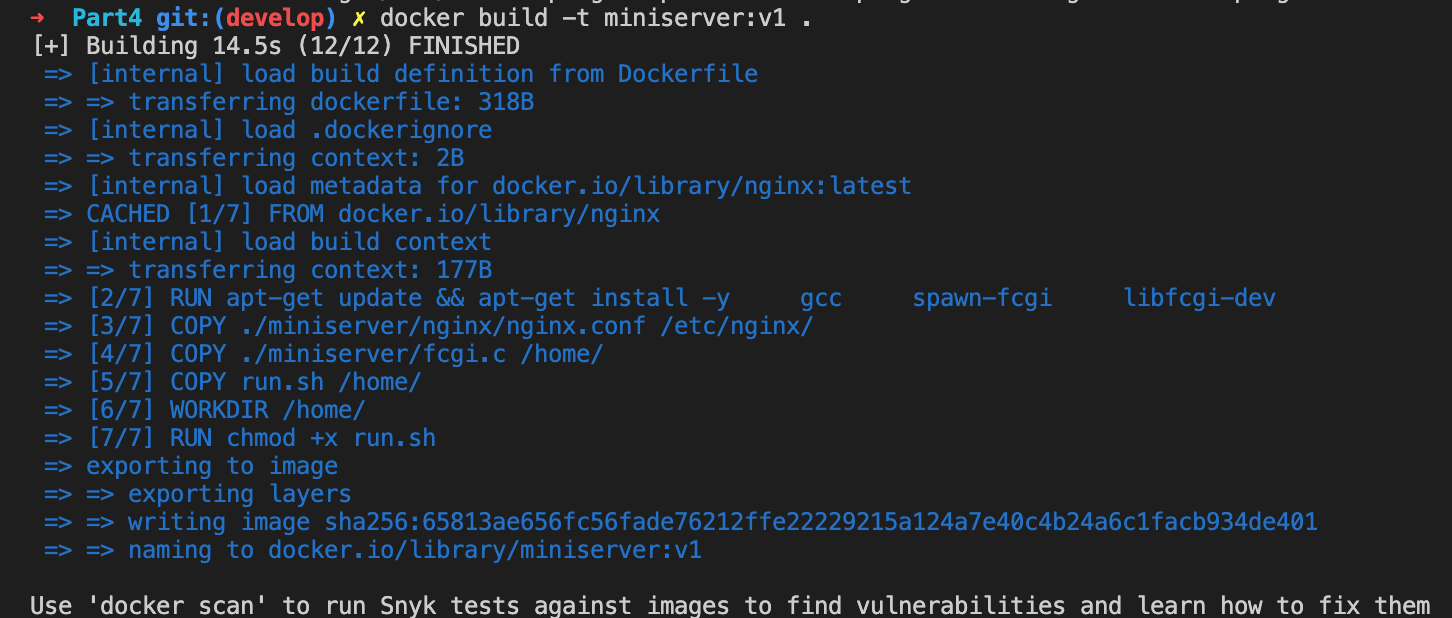 → Part4 git:(develop) ✗ docker build -t miniserver:v1 .
[+] Building 14.5s (12/12) FINISHED
=> [internal] load build definition from Dockerfile
=> => transferring dockerfile: 318B
=> [internal] load .dockerignore
=> => transferring context: 2B
=> [internal] load metadata for docker.io/library/nginx:latest
=> CACHED [1/7] FROM docker.io/library/nginx
=> [internal] load build context
=> => transferring context: 177B
=> [2/7] RUN apt-get update && apt-get install -y     gcc     spawn-fcgi     libfcgi-dev
=> [3/7] COPY ./miniserver/nginx/nginx.conf /etc/nginx/
=> [4/7] COPY ./miniserver/fcgi.c /home/
=> [5/7] COPY run.sh /home/
=> [6/7] WORKDIR /home/
=> [7/7] RUN chmod +x run.sh
=> exporting to image
=> => exporting layers
=> => writing image sha256:65813ae656fc56fade76212ffe22229215a124a7e40c4b24a6c1facb934de401
=> => naming to docker.io/library/miniserver:v1
Use 'docker scan' to run Snyk tests against images to find vulnerabilities and learn how to fix them